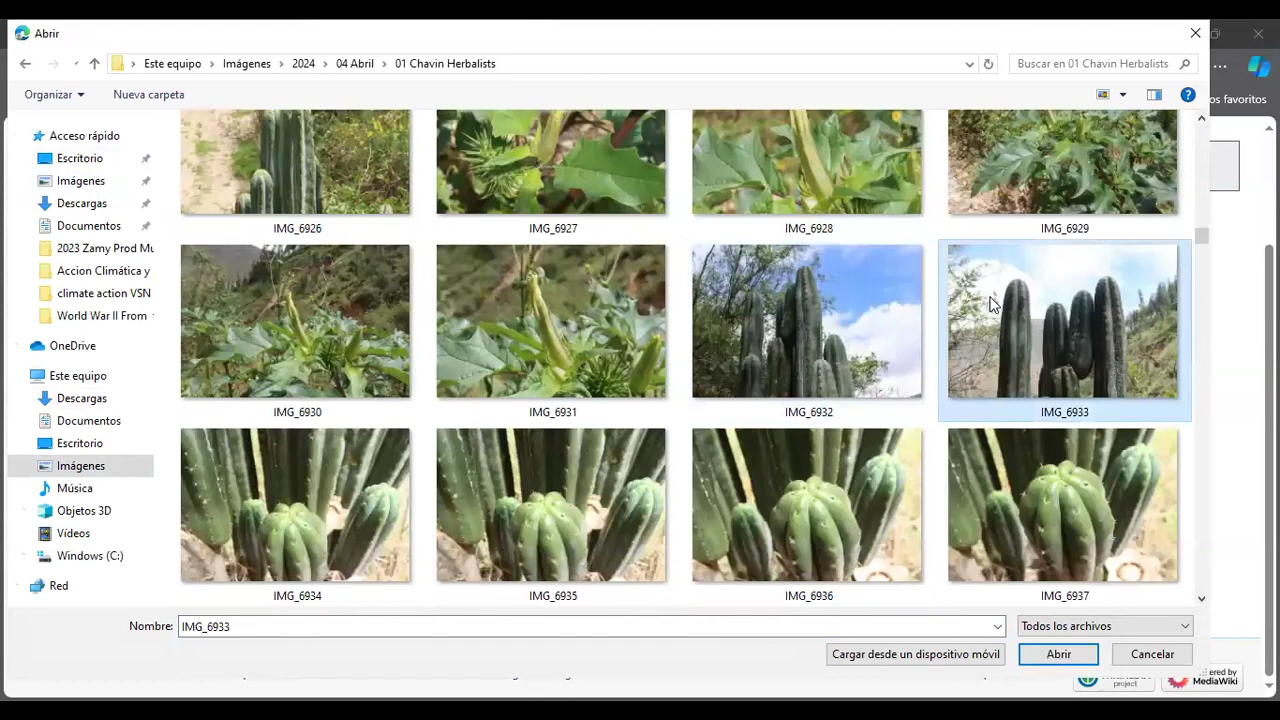 Abrir
Este equipo > Imágenes > 2024 > 04 Abril > 01 Chavin Herbalists
Buscar en 01 Chavin Herbalists
Organizar
Nueva carpeta
os favoritos
Acceso rápido
Escritorio
Imágenes
Descargas
Documentos
2023 Zamy Prod Mu
Accion Climática y
climate action VSN
World War II From
OneDrive
Este equipo
Descargas
Documentos
Escritorio
Imágenes
Música
Objetos 3D
Vídeos
Windows (C:)
Red
IMG_6926
IMG_6927
IMG_6928
IMG_6929
IMG_6930
IMG_6931
IMG_6932
IMG_6933
IMG_6934
IMG_6935
IMG_6936
IMG_6937
Nombre: IMG_6933
Todos los archivos
Cargar desde un dispositivo móvil
Abrir
Cancelar
project
ered by
MediaWiki